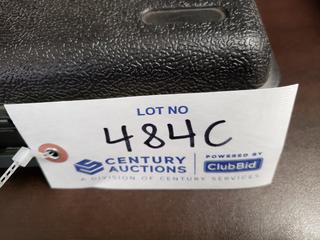 LOT NO
484C
CENTURY AUCTIONS
POWERED BY
ClubBid
A DIVISION OF CENTURY SERVICES